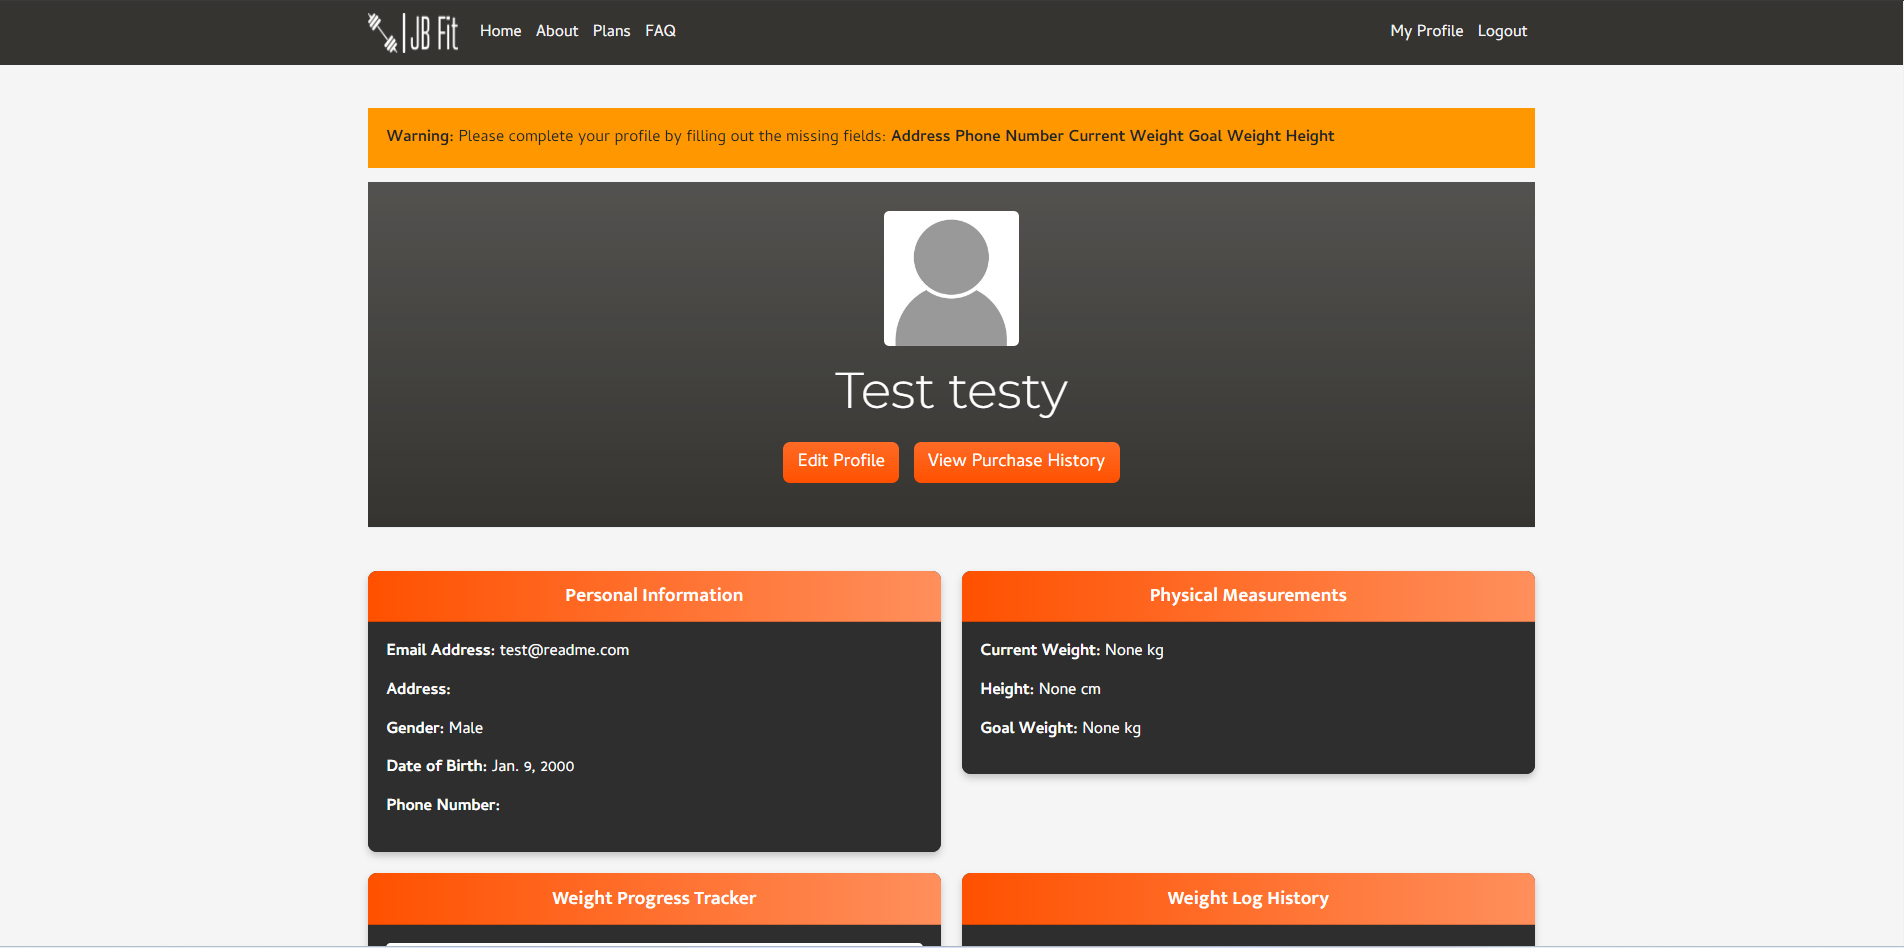 JB Fit Home About Plans FAQ My Profile Logout
Warning: Please complete your profile by filling out the missing fields: Address Phone Number Current Weight Goal Weight Height
Test testy
Edit Profile View Purchase History
Personal Information
Email Address: test@readme.com
Address:
Gender: Male
Date of Birth: Jan. 9, 2000
Phone Number:
Physical Measurements
Current Weight: None kg
Height: None cm
Goal Weight: None kg
Weight Progress Tracker
Weight Log History